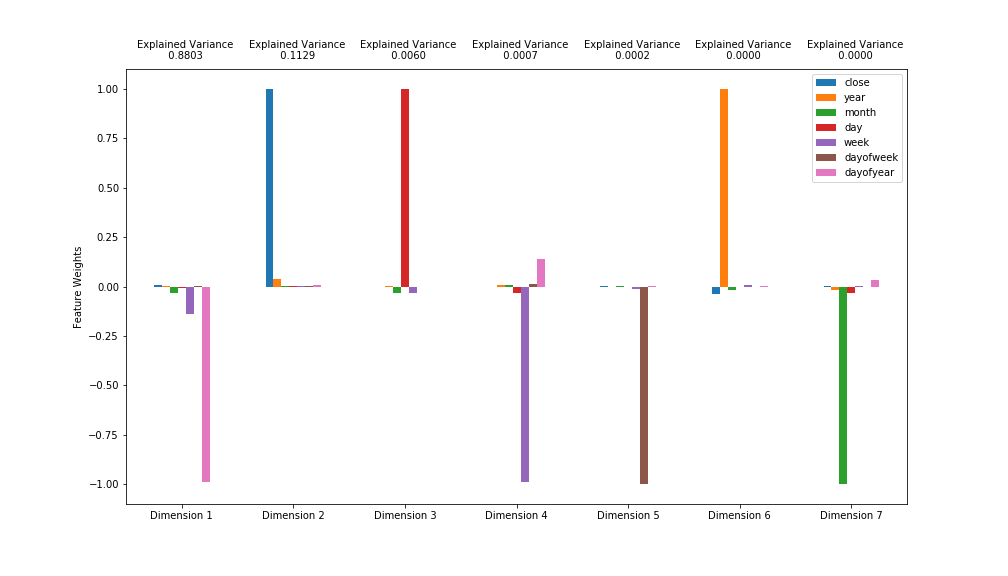 Explained Variance Explained Variance Explained Variance Explained Variance Explained Variance Explained Variance Explained Variance
0.8803 0.1129 0.0060 0.0007 0.0002 0.0000 0.0000
close
year
month
day
week
dayofweek
dayofyear
1.00
0.75
0.50
0.25
0.00
−0.25
−0.50
−0.75
−1.00
Feature Weights
Dimension 1 Dimension 2 Dimension 3 Dimension 4 Dimension 5 Dimension 6 Dimension 7